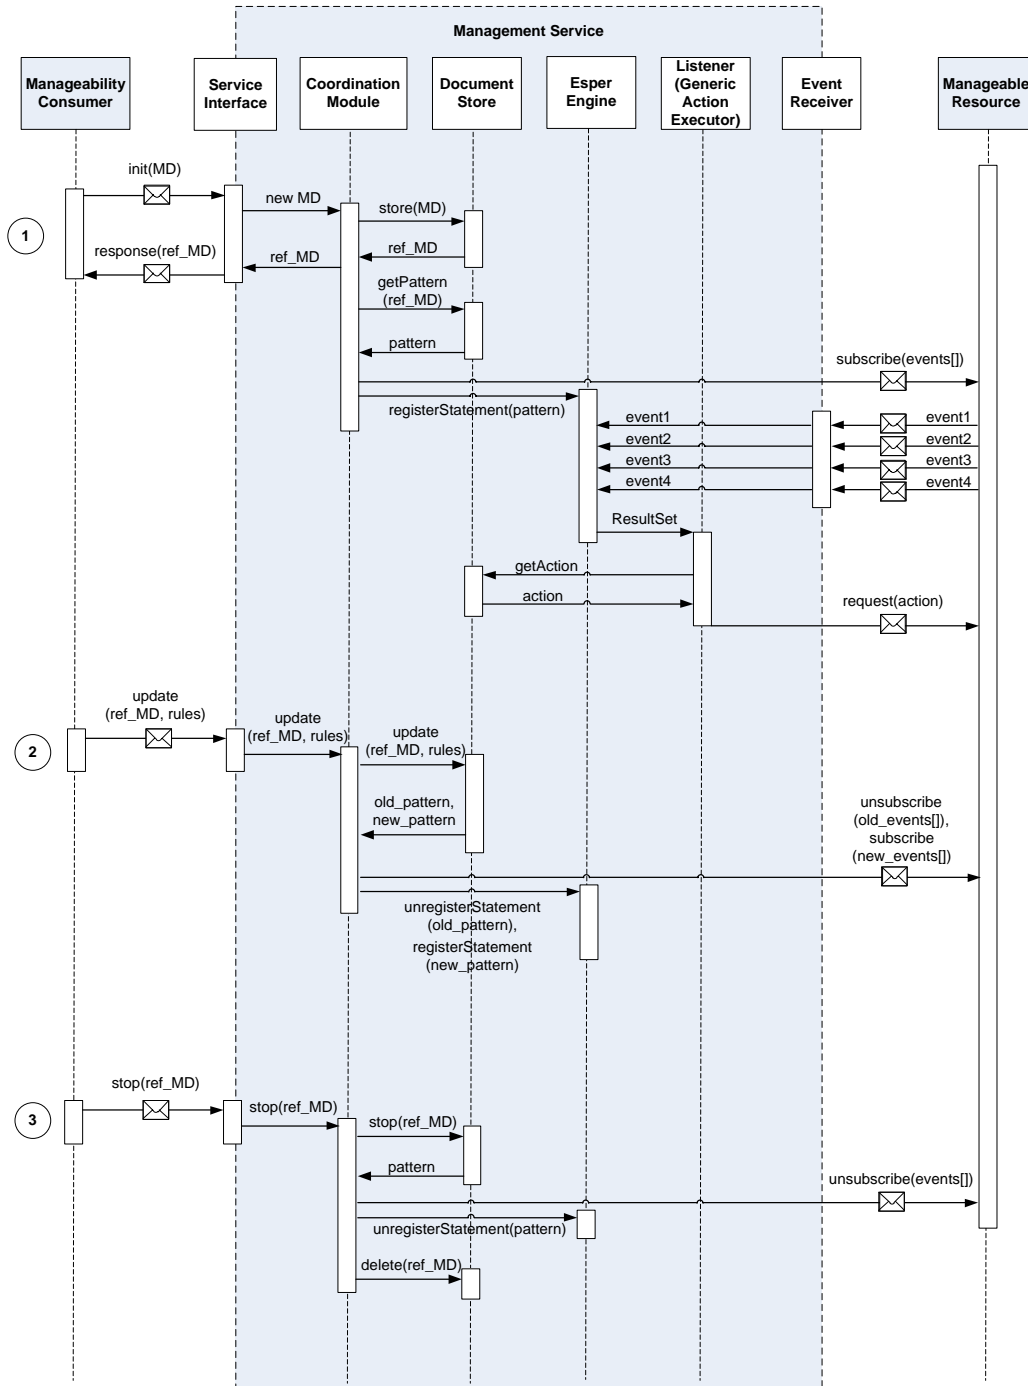 Management Service
Manageability
Consumer
Service
Interface
Coordination
Module
Document
Store
Esper
Engine
Listener
(Generic
Action
Executor)
Event
Receiver
Manageable
Resource
1
init(MD)
new MD
store(MD)
response(ref_MD)
ref_MD
ref_MD
getPattern
(ref_MD)
pattern
subscribe(events[])
registerStatement(pattern)
event1
event1
event2
event2
event3
event3
event4
event4
ResultSet
getAction
action
request(action)
2
update
(ref_MD, rules)
update
(ref_MD, rules)
update
(ref_MD, rules)
old_pattern,
new_pattern
unsubscribe
(old_events[]),
subscribe
(new_events[])
unregisterStatement
(old_pattern),
registerStatement
(new_pattern)
3
stop(ref_MD)
stop(ref_MD)
stop(ref_MD)
pattern
unsubscribe(events[])
unregisterStatement(pattern)
delete(ref_MD)